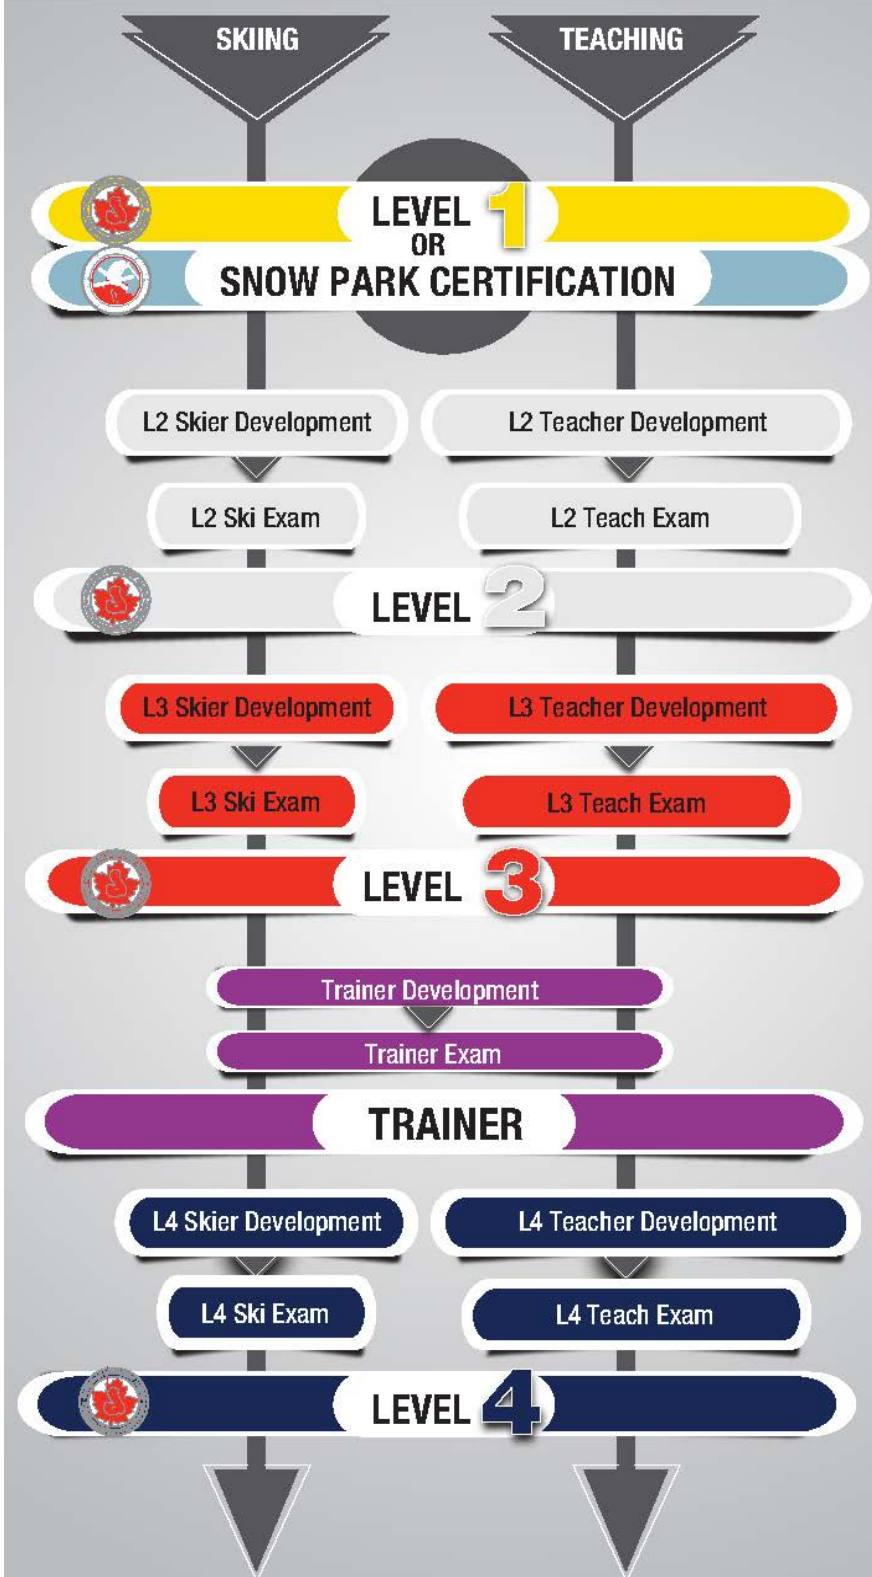 SKIING
TEACHING
LEVEL 1
OR
SNOW PARK CERTIFICATION
L2 Skier Development
L2 Teacher Development
L2 Ski Exam
L2 Teach Exam
LEVEL 2
L3 Skier Development
L3 Teacher Development
L3 Ski Exam
L3 Teach Exam
LEVEL 3
Trainer Development
Trainer Exam
TRAINER
L4 Skier Development
L4 Teacher Development
L4 Ski Exam
L4 Teach Exam
LEVEL 4